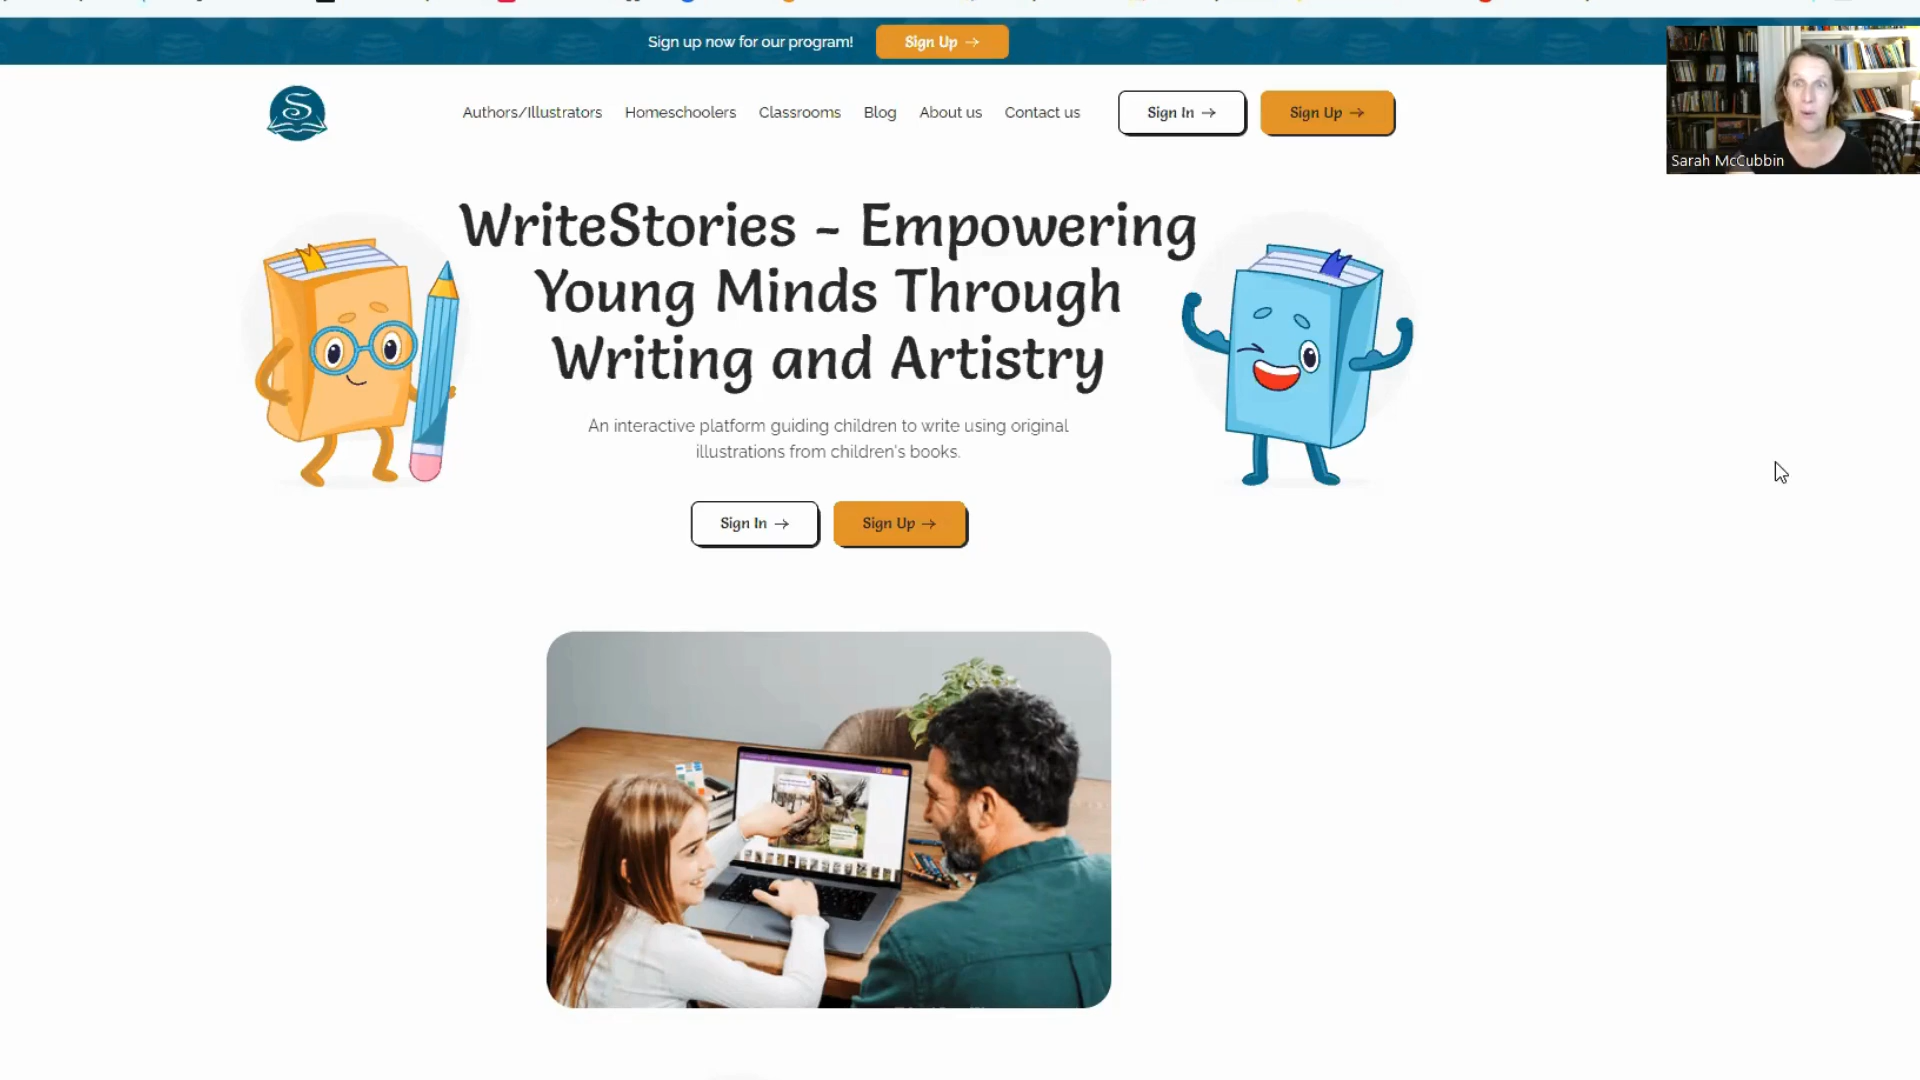 Sign up now for our program!
Sign Up →
Authors/Illustrators
Homeschoolers
Classrooms
Blog
About us
Contact us
Sign In →
Sign Up →
Sarah McCubbin
WriteStories - Empowering
Young Minds Through
Writing and Artistry
An interactive platform guiding children to write using original
illustrations from children's books.
Sign In →
Sign Up →